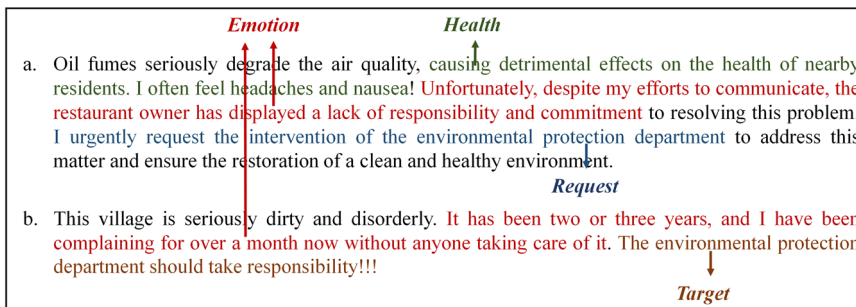 Emotion Health
a. Oil fumes seriously degrade the air quality, causing detrimental effects on the health of nearby
residents. I often feel headaches and nausea! Unfortunately, despite my efforts to communicate, the
restaurant owner has displayed a lack of responsibility and commitment to resolving this problem.
I urgently request the intervention of the environmental protection department to address this
matter and ensure the restoration of a clean and healthy environment.
Request
b. This village is seriously dirty and disorderly. It has been two or three years, and I have been
complaining for over a month now without anyone taking care of it. The environmental protection
department should take responsibility!!!
Target